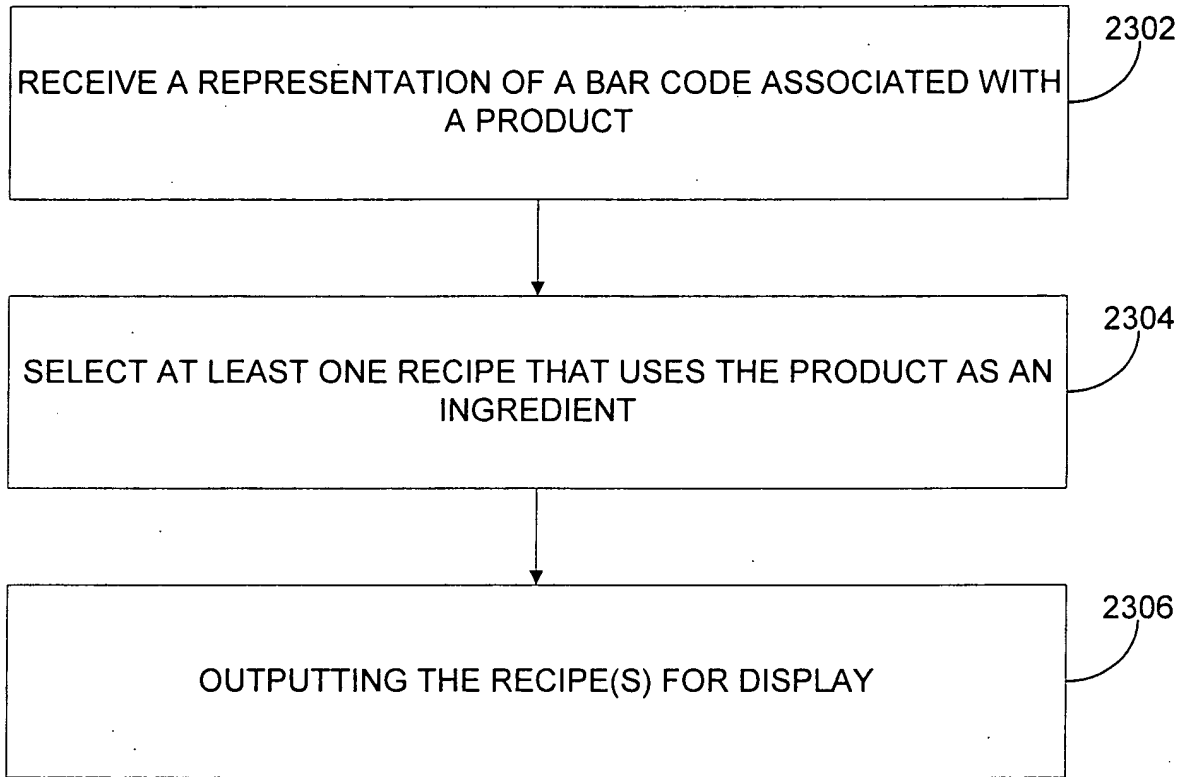 2302
RECEIVE A REPRESENTATION OF A BAR CODE ASSOCIATED WITH
A PRODUCT
2304
SELECT AT LEAST ONE RECIPE THAT USES THE PRODUCT AS AN
INGREDIENT
2306
OUTPUTTING THE RECIPE(S) FOR DISPLAY